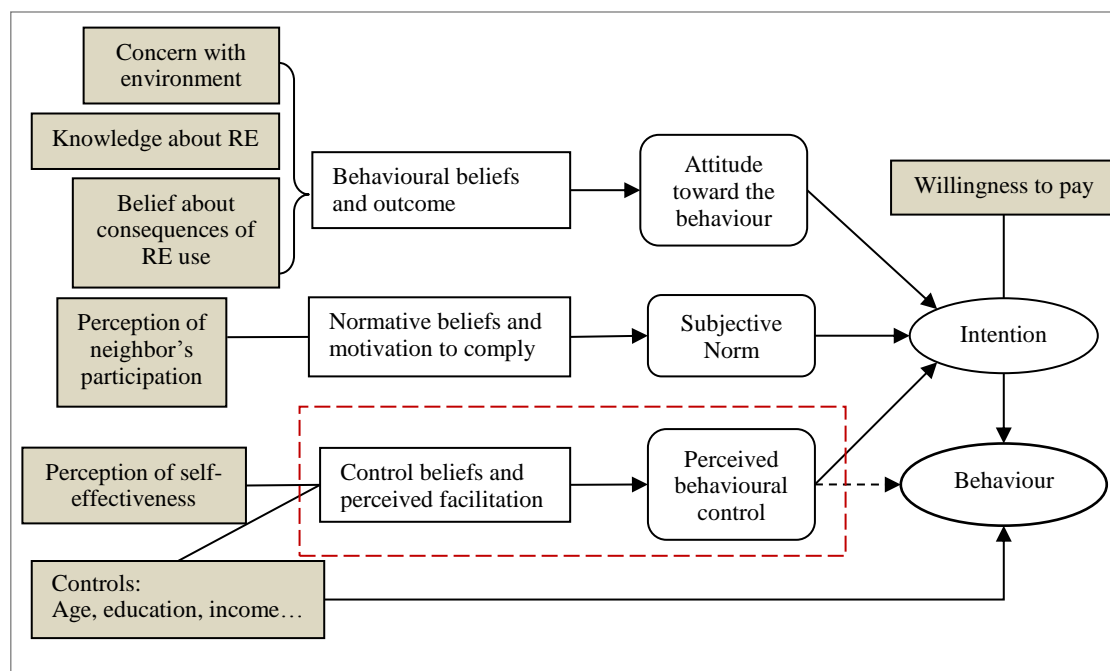 Concern with
environment
Knowledge about RE
Belief about
consequences of
RE use
Behavioural beliefs
and outcome
Attitude
toward the
behaviour
Willingness to pay
Perception of
neighbor’s
participation
Normative beliefs and
motivation to comply
Subjective
Norm
Intention
Perception of self-
effectiveness
Control beliefs and
perceived facilitation
Perceived
behavioural
control
Behaviour
Controls:
Age, education, income…